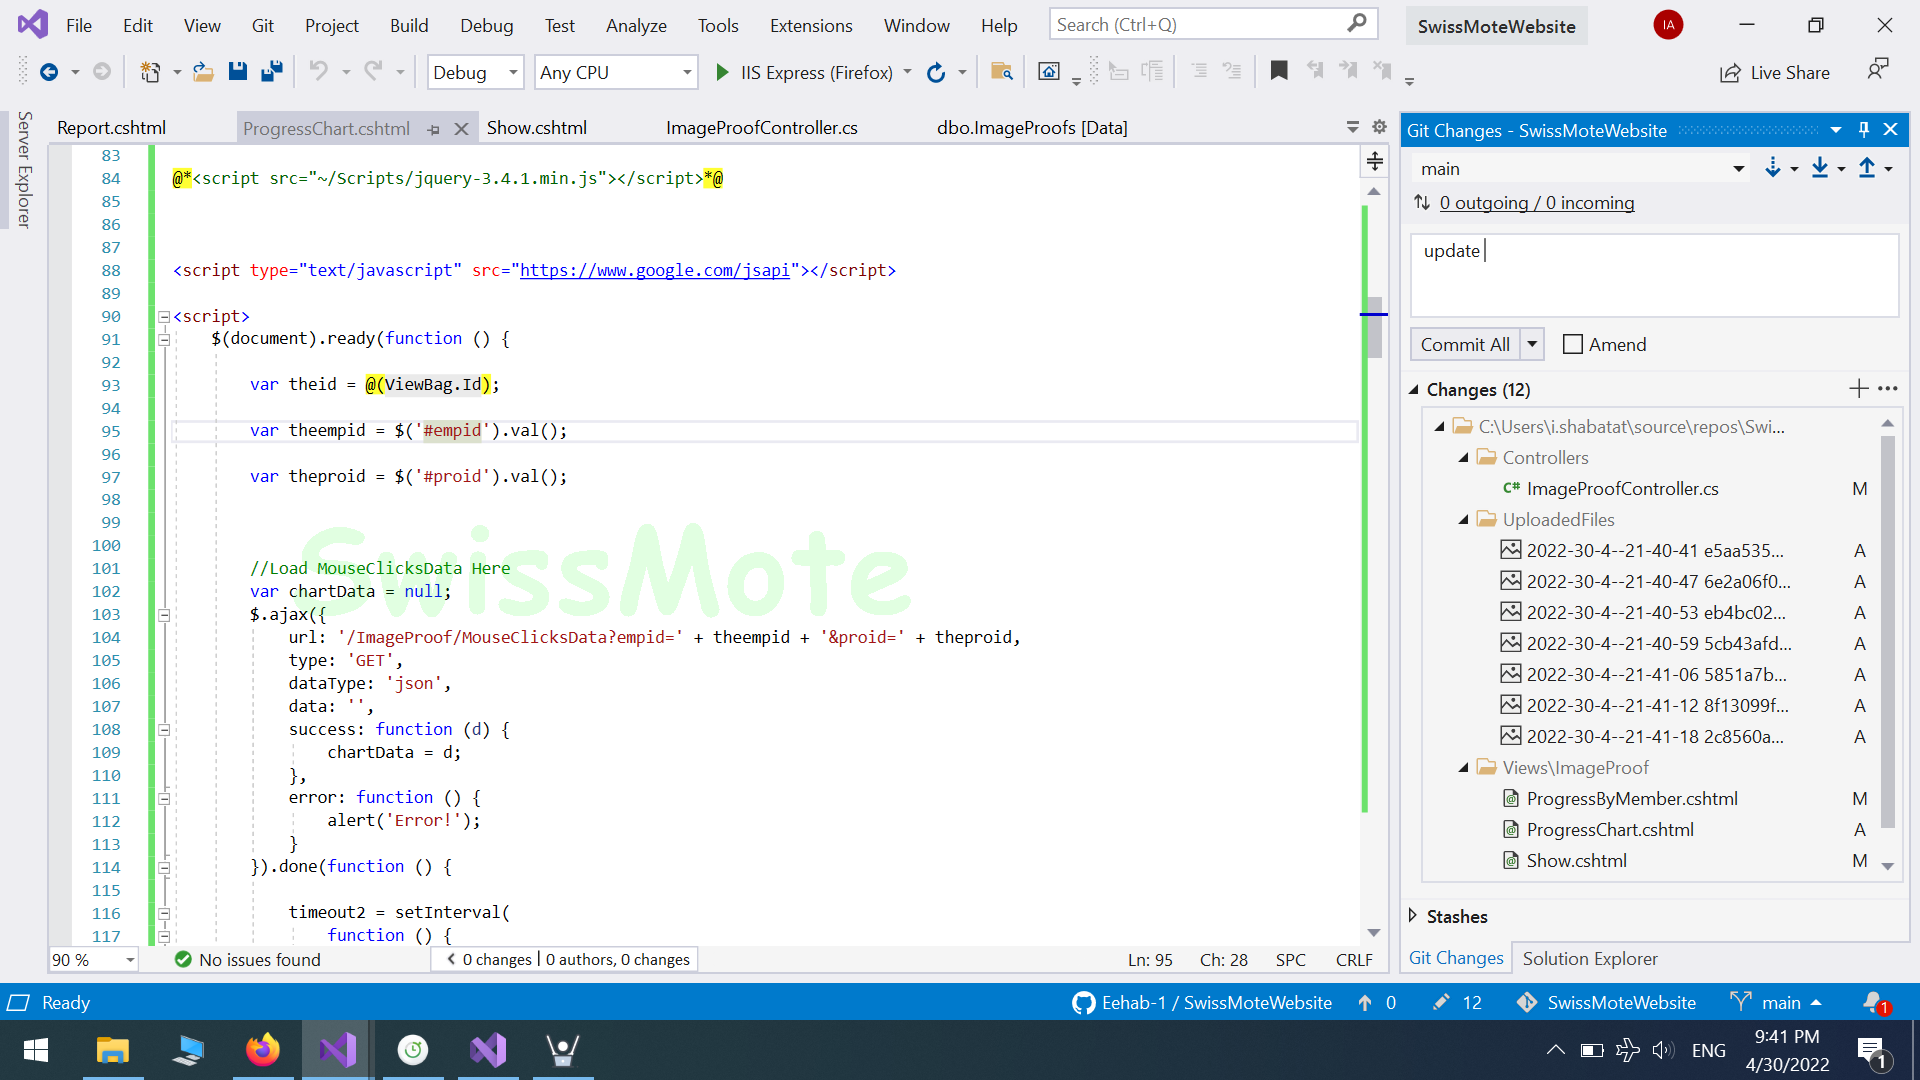 File Edit View Git Project Build Debug Test Analyze Tools Extensions Window Help Search (Ctrl+Q) SwissMoteWebsite IA
Debug Any CPU IIS Express (Firefox) Live Share
Server Explorer
Report.cshtml ProgressChart.cshtml Show.cshtml ImageProofController.cs dbo.ImageProofs [Data]
83
84 @*<script src="~/Scripts/jquery-3.4.1.min.js"></script>*@
85
86
87
88 <script type="text/javascript" src="https://www.google.com/jsapi"></script>
89
90 <script>
91 $(document).ready(function () {
92
93 var theid = @(ViewBag.Id);
94
95 var theempid = $('#empid').val();
96
97 var theproid = $('#proid').val();
98
99
100
101 //Load MouseClicksData Here
102 var chartData = null;
103 $.ajax({
104 url: '/ImageProof/MouseClicksData?empid=' + theempid + '&proid=' + theproid,
105 type: 'GET',
106 dataType: 'json',
107 data: '',
108 success: function (d) {
109 chartData = d;
110 },
111 error: function () {
112 alert('Error!');
113 }
114 }).done(function () {
115
116 timeout2 = setInterval(
117 function () {
SwissMote
90 % No issues found 0 changes | 0 authors, 0 changes Ln: 95 Ch: 28 SPC CRLF
Git Changes - SwissMoteWebsite
main
0 outgoing / 0 incoming
update
Commit All Amend
Changes (12)
C:\Users\i.shabatat\source\repos\Swi...
Controllers
C# ImageProofController.cs M
UploadedFiles
2022-30-4--21-40-41 e5aa535... A
2022-30-4--21-40-47 6e2a06f0... A
2022-30-4--21-40-53 eb4bc02... A
2022-30-4--21-40-59 5cb43afd... A
2022-30-4--21-41-06 5851a7b... A
2022-30-4--21-41-12 8f13099f... A
2022-30-4--21-41-18 2c8560a... A
Views\ImageProof
ProgressByMember.cshtml M
ProgressChart.cshtml A
Show.cshtml M
Stashes
Git Changes Solution Explorer
Ready Eehab-1 / SwissMoteWebsite 0 12 SwissMoteWebsite main 1
ENG 9:41 PM
4/30/2022 1